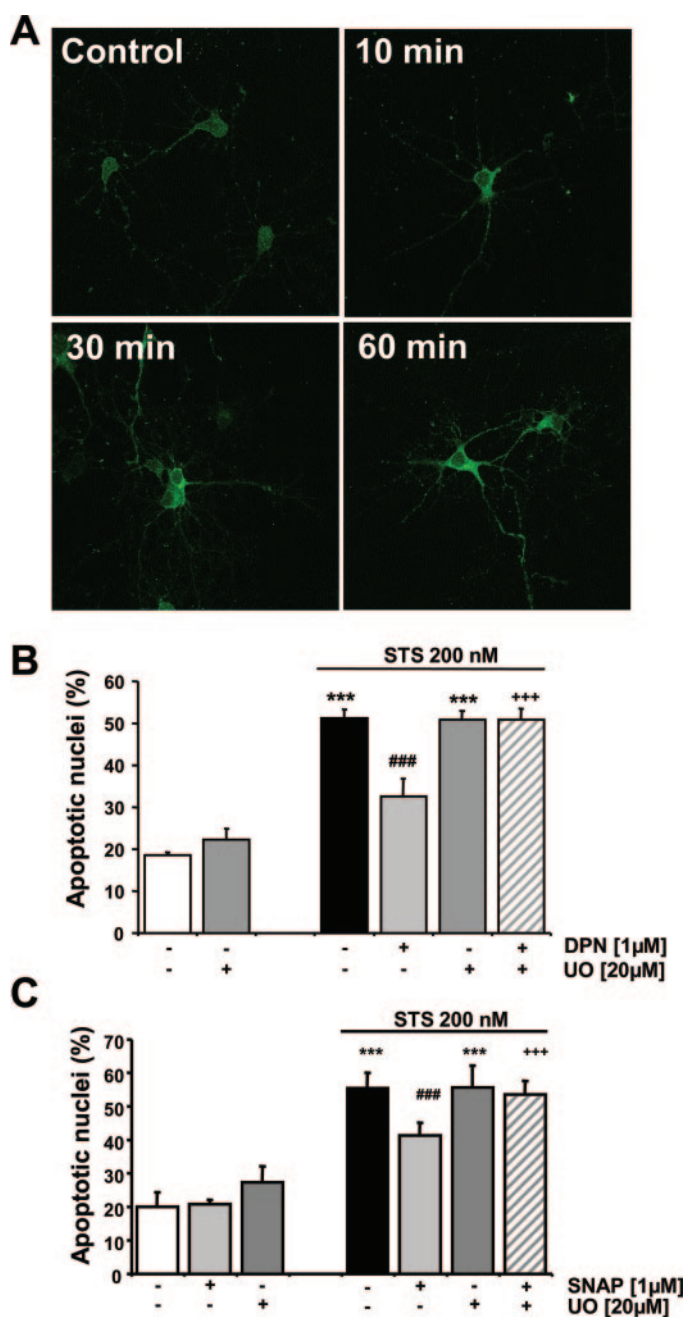 A
Control
10 min
30 min
60 min
B
STS 200 nM
Apoptotic nuclei (%)
60
50
40
30
20
10
0
***
###
***
+++
- - - + - + DPN [1µM]
- + - - + + UO [20µM]
C
STS 200 nM
Apoptotic nuclei (%)
70
60
50
40
30
20
10
0
***
###
***
+++
- + - - + - + SNAP [1µM]
- - + - - + + UO [20µM]